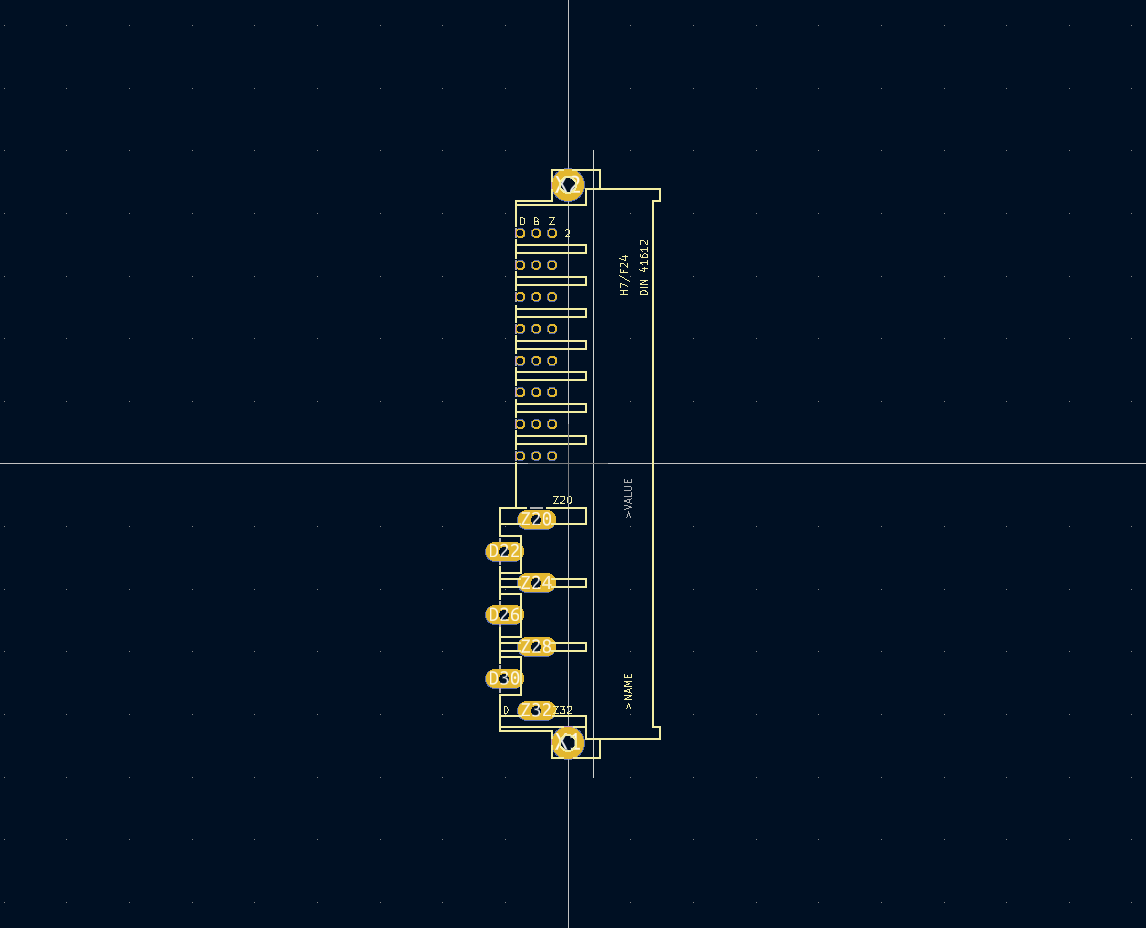 X2
D B Z
2
H7/F24
DIN 41612
>VALUE
Z20
Z20
D22
Z24
D26
Z28
D30
>NAME
D Z32 Z32
X1